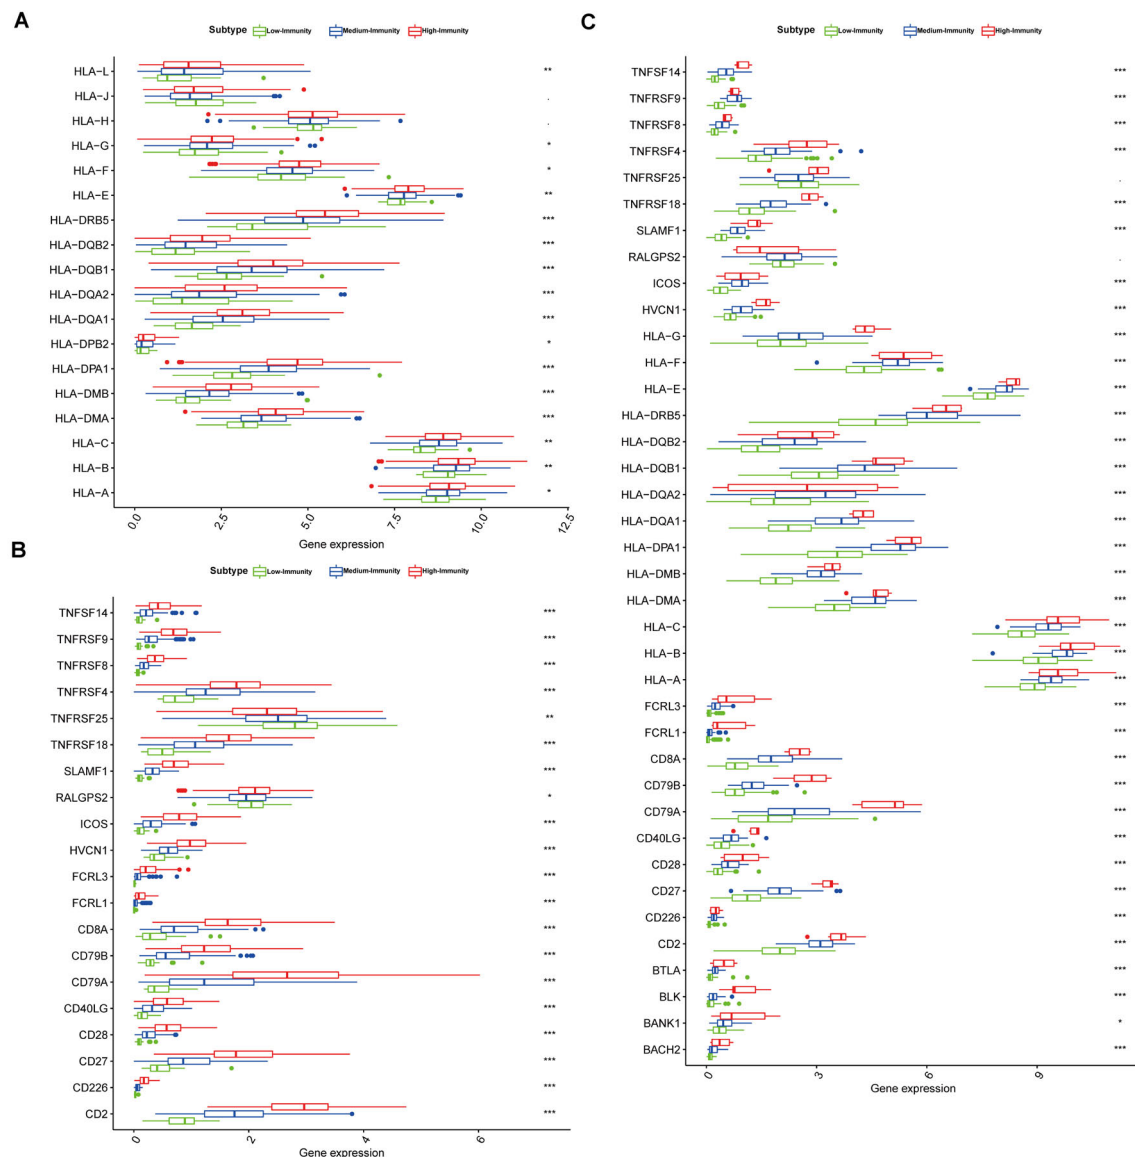 A
Subtype Low-Immunity Medium-Immunity High-Immunity
HLA-L **
HLA-J .
HLA-H .
HLA-G *
HLA-F *
HLA-E **
HLA-DRB5 ***
HLA-DQB2 ***
HLA-DQB1 ***
HLA-DQA2 ***
HLA-DQA1 ***
HLA-DPB2 *
HLA-DPA1 ***
HLA-DMB ***
HLA-DMA ***
HLA-C **
HLA-B **
HLA-A *
0.0 2.5 5.0 7.5 10.0 12.5
Gene expression
B
Subtype Low-Immunity Medium-Immunity High-Immunity
TNFSF14 ***
TNFRSF9 ***
TNFRSF8 ***
TNFRSF4 ***
TNFRSF25 **
TNFRSF18 ***
SLAMF1 ***
RALGPS2 *
ICOS ***
HVCN1 ***
FCRL3 ***
FCRL1 ***
CD8A ***
CD79B ***
CD79A ***
CD40LG ***
CD28 ***
CD27 ***
CD226 ***
CD2 ***
0 2 4 6
Gene expression
C
Subtype Low-Immunity Medium-Immunity High-Immunity
TNFSF14 ***
TNFRSF9 ***
TNFRSF8 ***
TNFRSF4 ***
TNFRSF25 .
TNFRSF18 ***
SLAMF1 ***
RALGPS2 .
ICOS ***
HVCN1 ***
HLA-G ***
HLA-F ***
HLA-E ***
HLA-DRB5 ***
HLA-DQB2 ***
HLA-DQB1 ***
HLA-DQA2 ***
HLA-DQA1 ***
HLA-DPA1 ***
HLA-DMB ***
HLA-DMA ***
HLA-C ***
HLA-B ***
HLA-A ***
FCRL3 ***
FCRL1 ***
CD8A ***
CD79B ***
CD79A ***
CD40LG ***
CD28 ***
CD27 ***
CD226 ***
CD2 ***
BTLA ***
BLK ***
BANK1 *
BACH2 ***
0 3 6 9
Gene expression